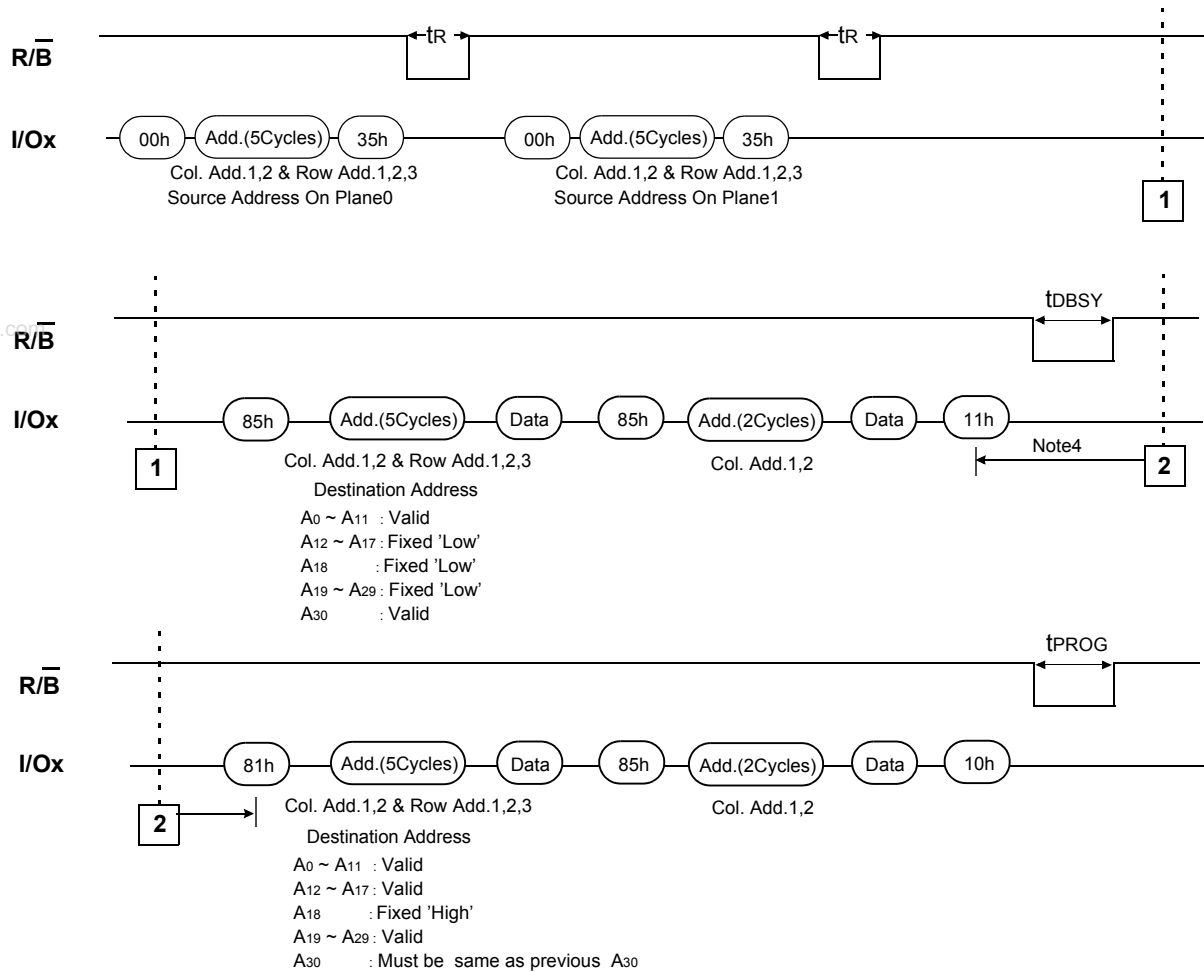 tR tR
R/B
I/Ox 00h Add.(5Cycles) 35h 00h Add.(5Cycles) 35h
Col. Add.1,2 & Row Add.1,2,3 Col. Add.1,2 & Row Add.1,2,3
Source Address On Plane0 Source Address On Plane1
1
tDBSY
.com
R/B
I/Ox 85h Add.(5Cycles) Data 85h Add.(2Cycles) Data 11h
1 Col. Add.1,2 & Row Add.1,2,3 Col. Add.1,2 Note4 2
Destination Address
A0 ~ A11 : Valid
A12 ~ A17 : Fixed 'Low'
A18 : Fixed 'Low'
A19 ~ A29 : Fixed 'Low'
A30 : Valid
tPROG
R/B
I/Ox 81h Add.(5Cycles) Data 85h Add.(2Cycles) Data 10h
2 Col. Add.1,2 & Row Add.1,2,3 Col. Add.1,2
Destination Address
A0 ~ A11 : Valid
A12 ~ A17 : Valid
A18 : Fixed 'High'
A19 ~ A29 : Valid
A30 : Must be same as previous A30